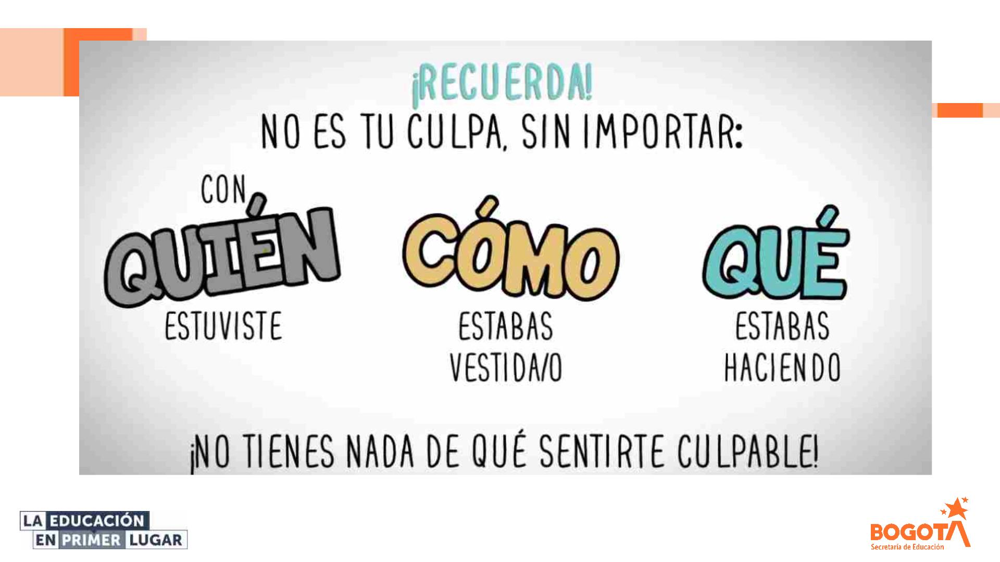 ¡RECUERDA!
NO ES TU CULPA, SIN IMPORTAR:
CON
QUIÉN
ESTUVISTE
CÓMO
ESTABAS
VESTIDA/O
QUÉ
ESTABAS
HACIENDO
¡NO TIENES NADA DE QUÉ SENTIRTE CULPABLE!
LA EDUCACIÓN
EN PRIMER LUGAR
BOGOTÁ
Secretaría de Educación